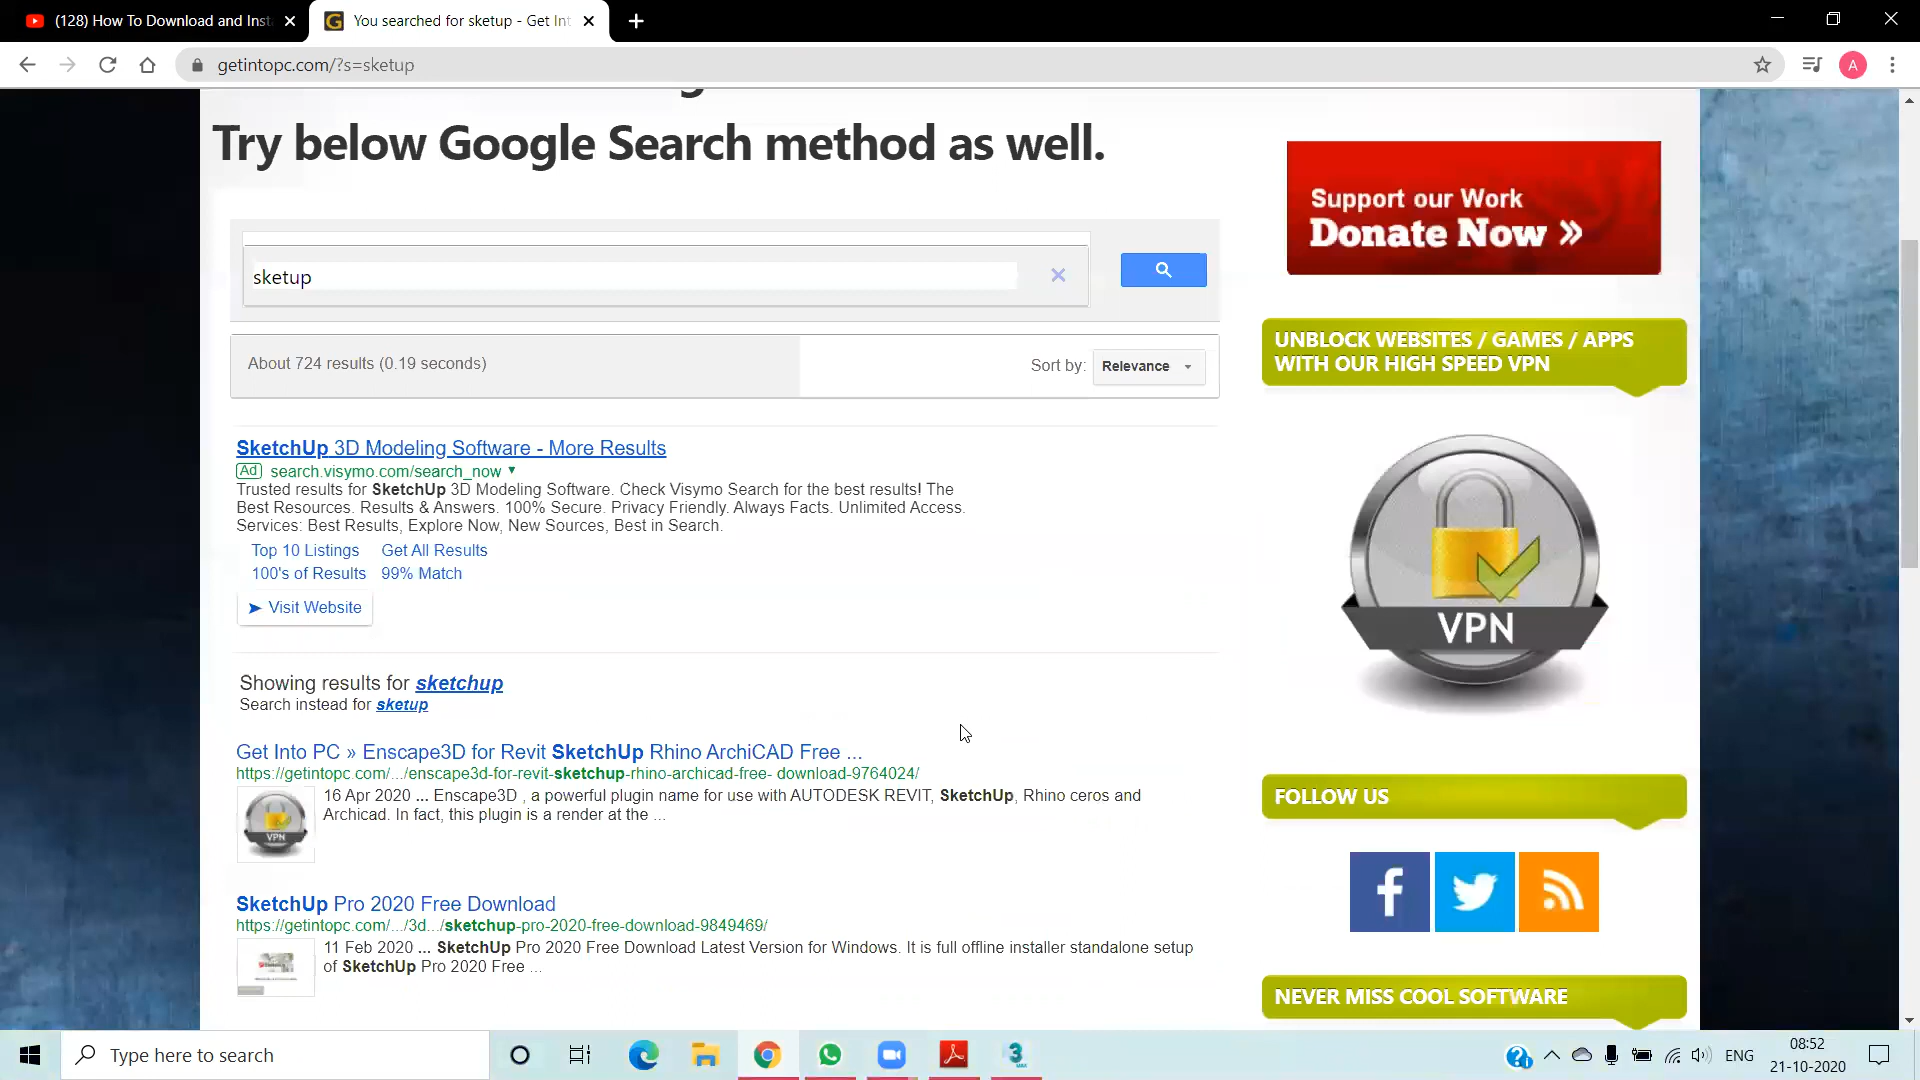 (128) How To Download and Insta
You searched for sketup - Get Int
getintopc.com/?s=sketup
A
Try below Google Search method as well.
sketup
About 724 results (0.19 seconds)
Sort by:
Relevance
SketchUp 3D Modeling Software - More Results
Ad search.visymo.com/search_now
Trusted results for SketchUp 3D Modeling Software. Check Visymo Search for the best results! The
Best Resources. Results & Answers. 100% Secure. Privacy Friendly. Always Facts. Unlimited Access.
Services: Best Results, Explore Now, New Sources, Best in Search.
Top 10 Listings Get All Results
100's of Results 99% Match
Visit Website
Showing results for sketchup
Search instead for sketup
Get Into PC » Enscape3D for Revit SketchUp Rhino ArchiCAD Free ...
https://getintopc.com/.../enscape3d-for-revit-sketchup-rhino-archicad-free- download-9764024/
16 Apr 2020 ... Enscape3D , a powerful plugin name for use with AUTODESK REVIT, SketchUp, Rhino ceros and
Archicad. In fact, this plugin is a render at the ...
VPN
SketchUp Pro 2020 Free Download
https://getintopc.com/.../3d.../sketchup-pro-2020-free-download-9849469/
11 Feb 2020 ... SketchUp Pro 2020 Free Download Latest Version for Windows. It is full offline installer standalone setup
of SketchUp Pro 2020 Free ...
Support our Work
Donate Now »
UNBLOCK WEBSITES / GAMES / APPS
WITH OUR HIGH SPEED VPN
VPN
FOLLOW US
NEVER MISS COOL SOFTWARE
Type here to search
3
ENG
08:52
21-10-2020